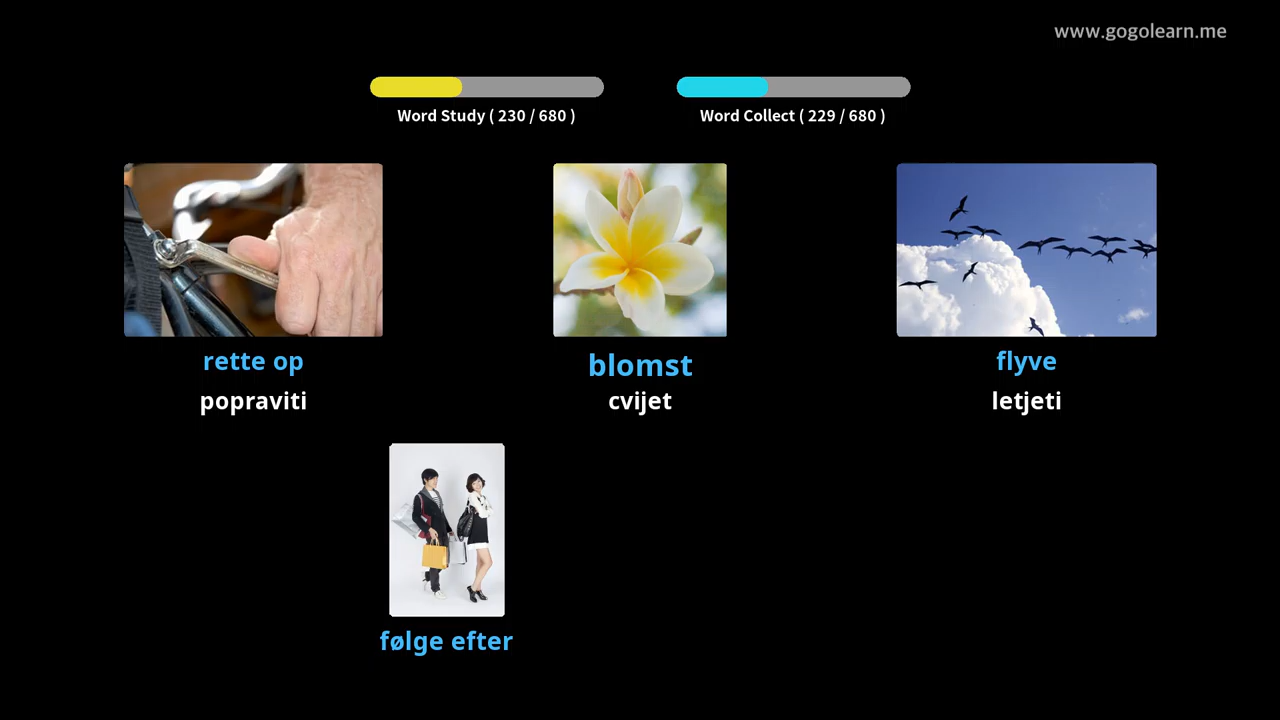 www.gogolearn.me
Word Study ( 230 / 680 )
Word Collect ( 229 / 680 )
rette op
popraviti
blomst
cvijet
flyve
letjeti
følge efter